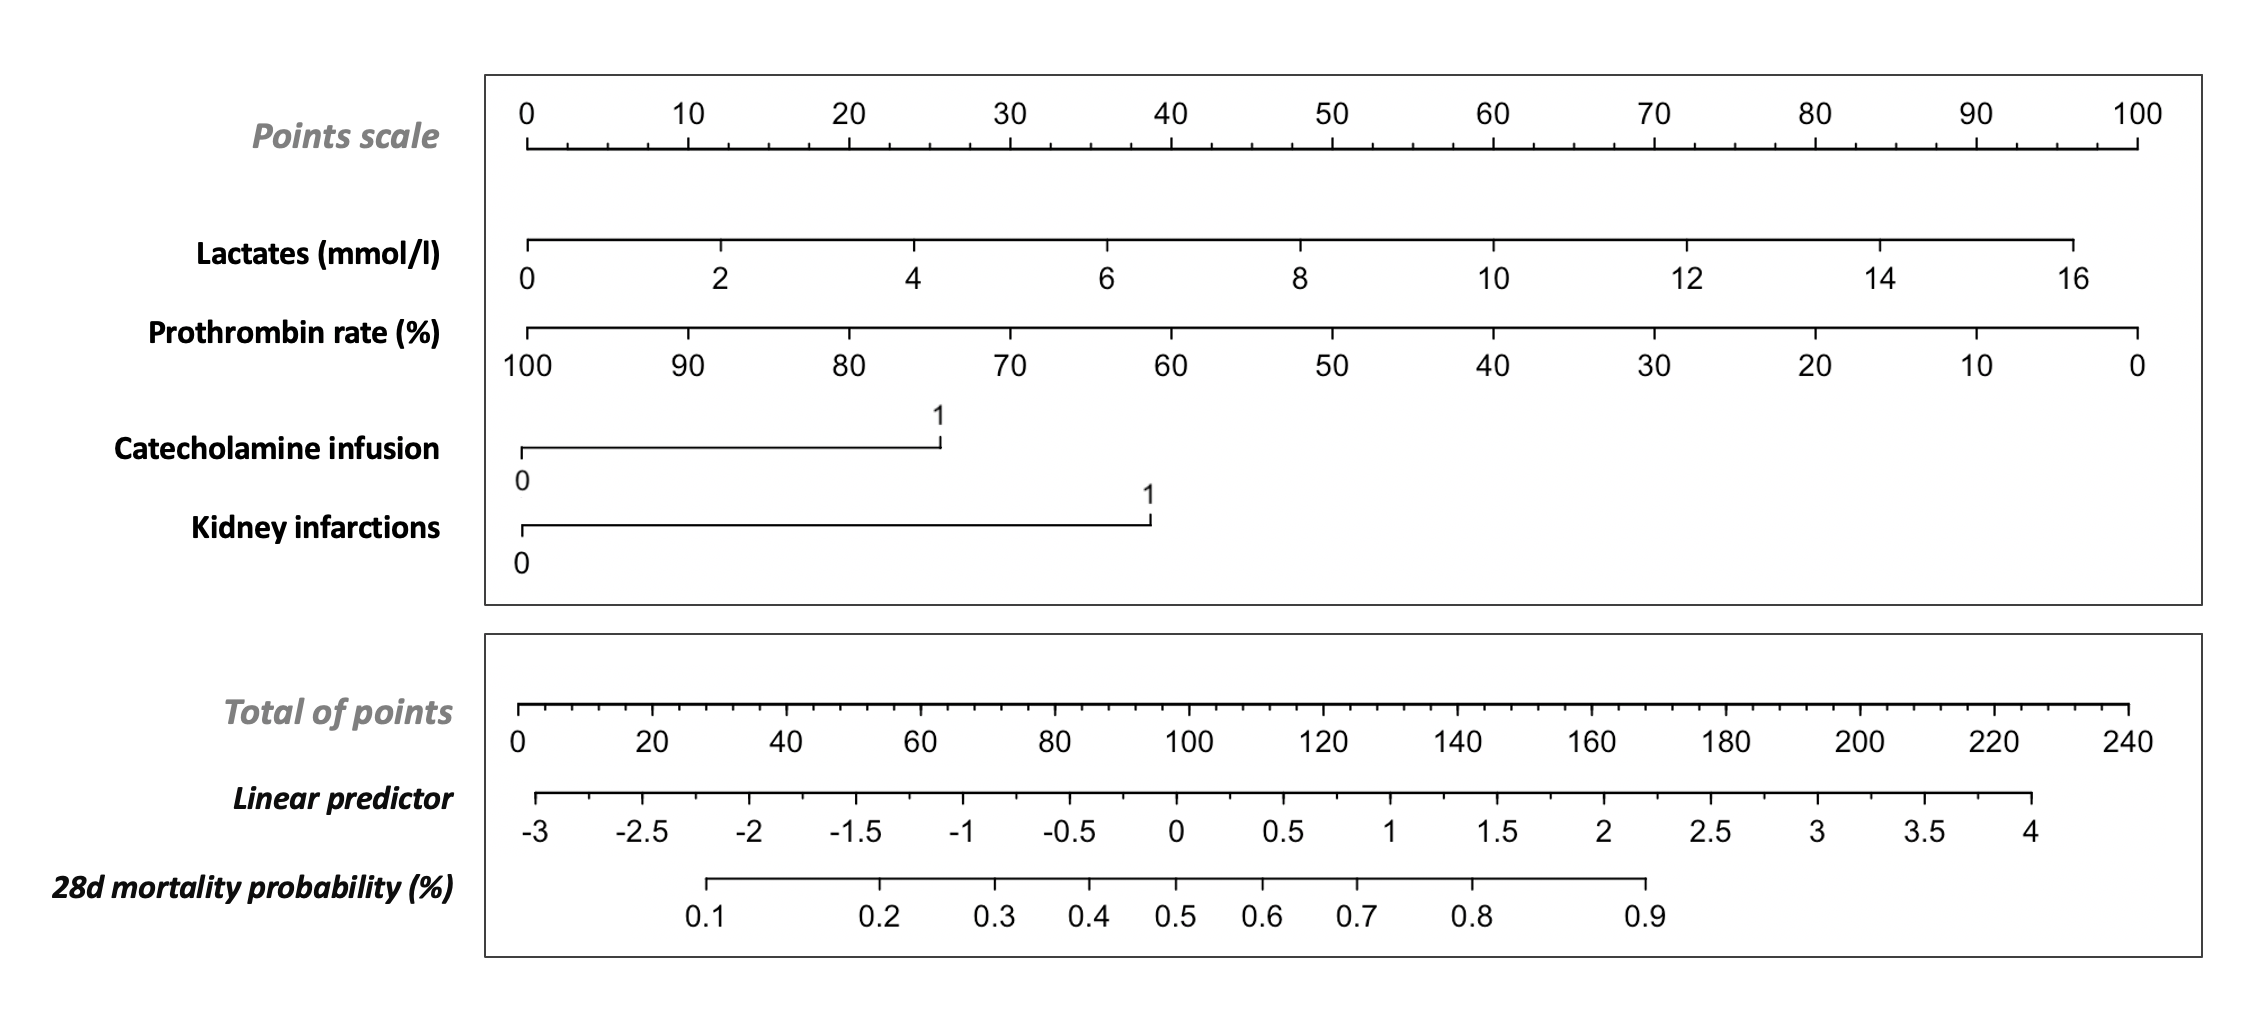 Points scale
0 10 20 30 40 50 60 70 80 90 100
Lactates (mmol/l)
0 2 4 6 8 10 12 14 16
Prothrombin rate (%)
100 90 80 70 60 50 40 30 20 10 0
1
Catecholamine infusion
0
1
Kidney infarctions
0
Total of points
0 20 40 60 80 100 120 140 160 180 200 220 240
Linear predictor
-3 -2.5 -2 -1.5 -1 -0.5 0 0.5 1 1.5 2 2.5 3 3.5 4
28d mortality probability (%)
0.1 0.2 0.3 0.4 0.5 0.6 0.7 0.8 0.9